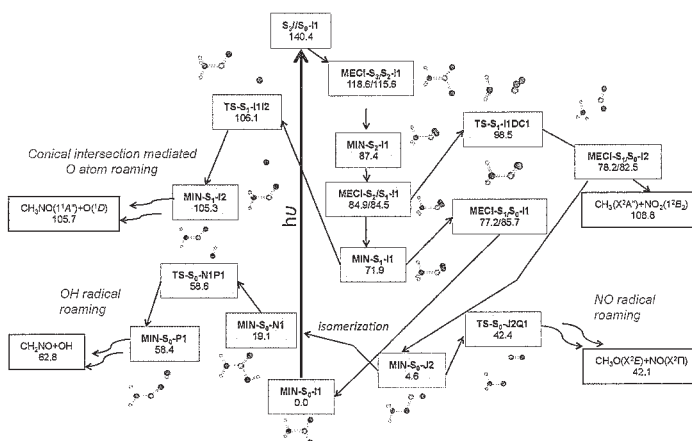 S₃//S₀-I1
140.4
MECI-S₃/S₂-I1
118.6/115.6
TS-S₁-I1I2
106.1
TS-S₁-I1DC1
98.5
MIN-S₂-I1
87.4
MECI-S₁/S₀-I2
78.2/82.5
Conical intersection mediated
O atom roaming
MIN-S₁-I2
105.3
MECI-S₂/S₁-I1
84.9/84.5
MECI-S₁/S₀-I1
77.2/85.7
CH₃NO(1¹A")+O(¹D)
105.7
CH₃(X²A")+NO₂(1²B₂)
108.8
hυ
MIN-S₁-I1
71.9
TS-S₀-N1P1
58.6
OH radical
roaming
MIN-S₀-N1
19.1
isomerization
TS-S₀-J2Q1
42.4
NO radical
roaming
MIN-S₀-P1
58.4
CH₂NO+OH
62.8
MIN-S₀-J2
4.6
CH₃O(X²E)+NO(X²Π)
42.1
MIN-S₀-I1
0.0